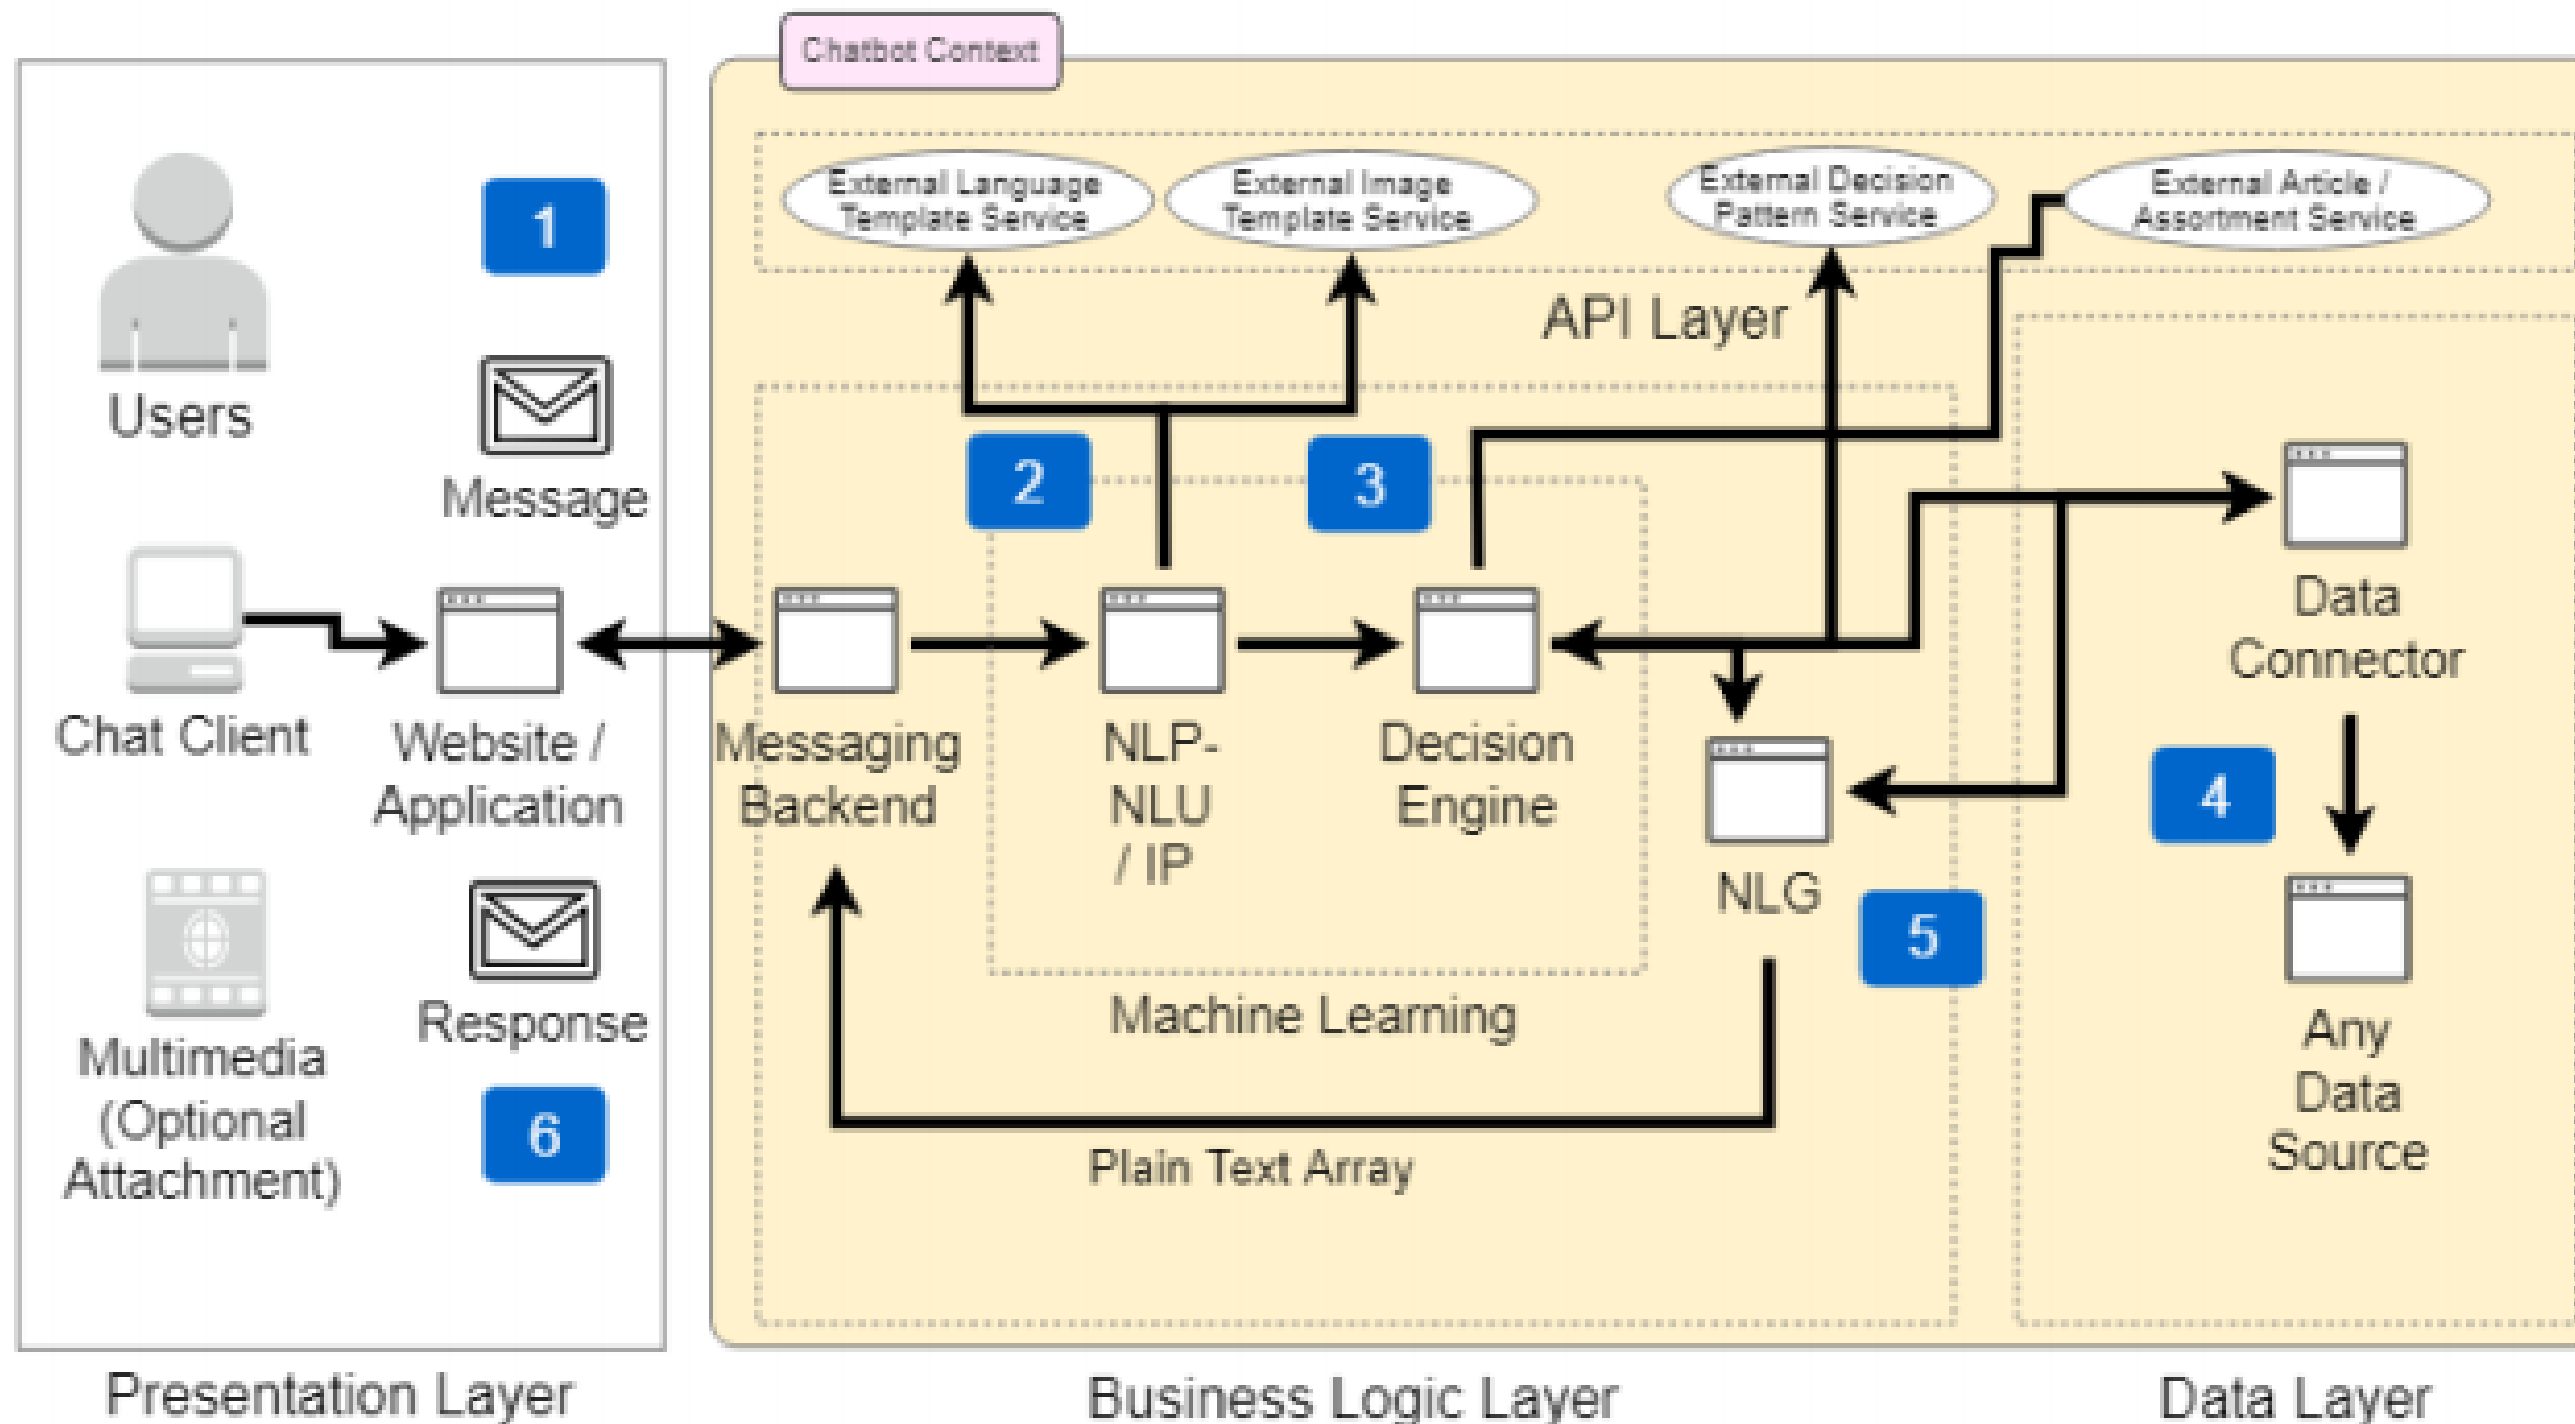 Chatbot Context
External Language
Template Service
External Image
Template Service
External Decision
Pattern Service
External Article /
Assortment Service
API Layer
1
Users
Message
2
3
Chat Client
Website /
Application
Messaging
Backend
NLP-
NLU
/ IP
Decision
Engine
NLG
Data
Connector
4
5
Any
Data
Source
Multimedia
(Optional
Attachment)
Response
6
Machine Learning
Plain Text Array
Presentation Layer
Business Logic Layer
Data Layer